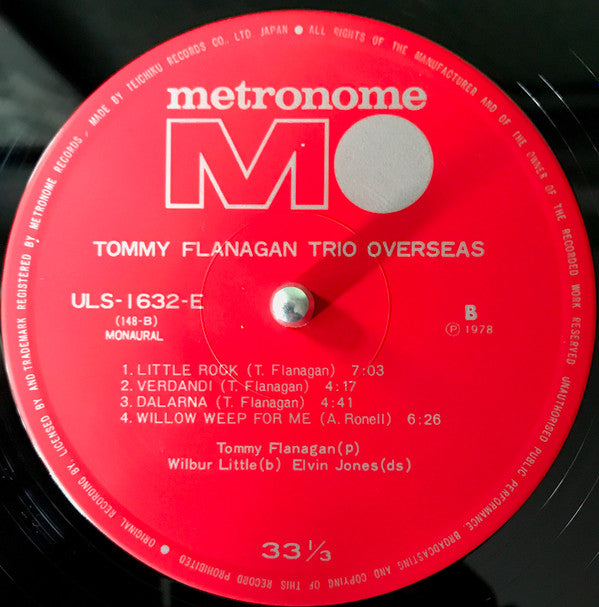 metronome
MO
TOMMY FLANAGAN TRIO OVERSEAS
ULS-1632-E
(148-B)
MONAURAL
B
Ⓟ 1978
1. LITTLE ROCK (T. Flanagan) 7:03
2. VERDANDI (T. Flanagan) 4:17
3. DALARNA (T. Flanagan) 4:41
4. WILLOW WEEP FOR ME (A. Ronell) 6:26
Tommy Flanagan(p)
Wilbur Little(b) Elvin Jones(ds)
33 1/3
● ORIGINAL RECORDING BY, LICENSED BY AND TRADEMARK REGISTERED BY METRONOME RECORDS, MADE BY TEICHIKU RECORDS CO. LTD JAPAN ● ALL RIGHTS OF THE MANUFACTURER AND OF THE OWNER OF THE RECORDED WORK RESERVED UNAUTHORISED PUBLIC PERFORMANCE, BROADCASTING AND COPYING OF THIS RECORD PROHIBITED